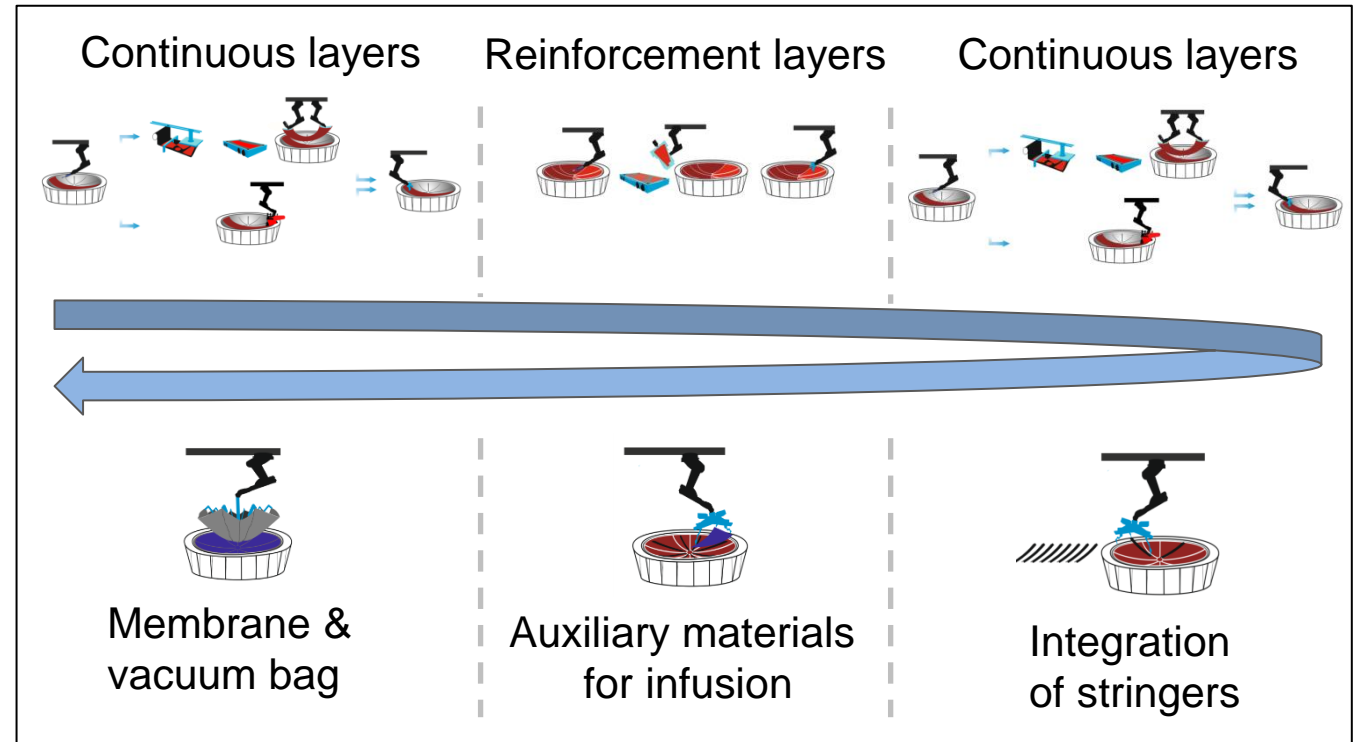 Continuous layers
Reinforcement layers
Continuous layers
Membrane &
vacuum bag
Auxiliary materials
for infusion
Integration
of stringers